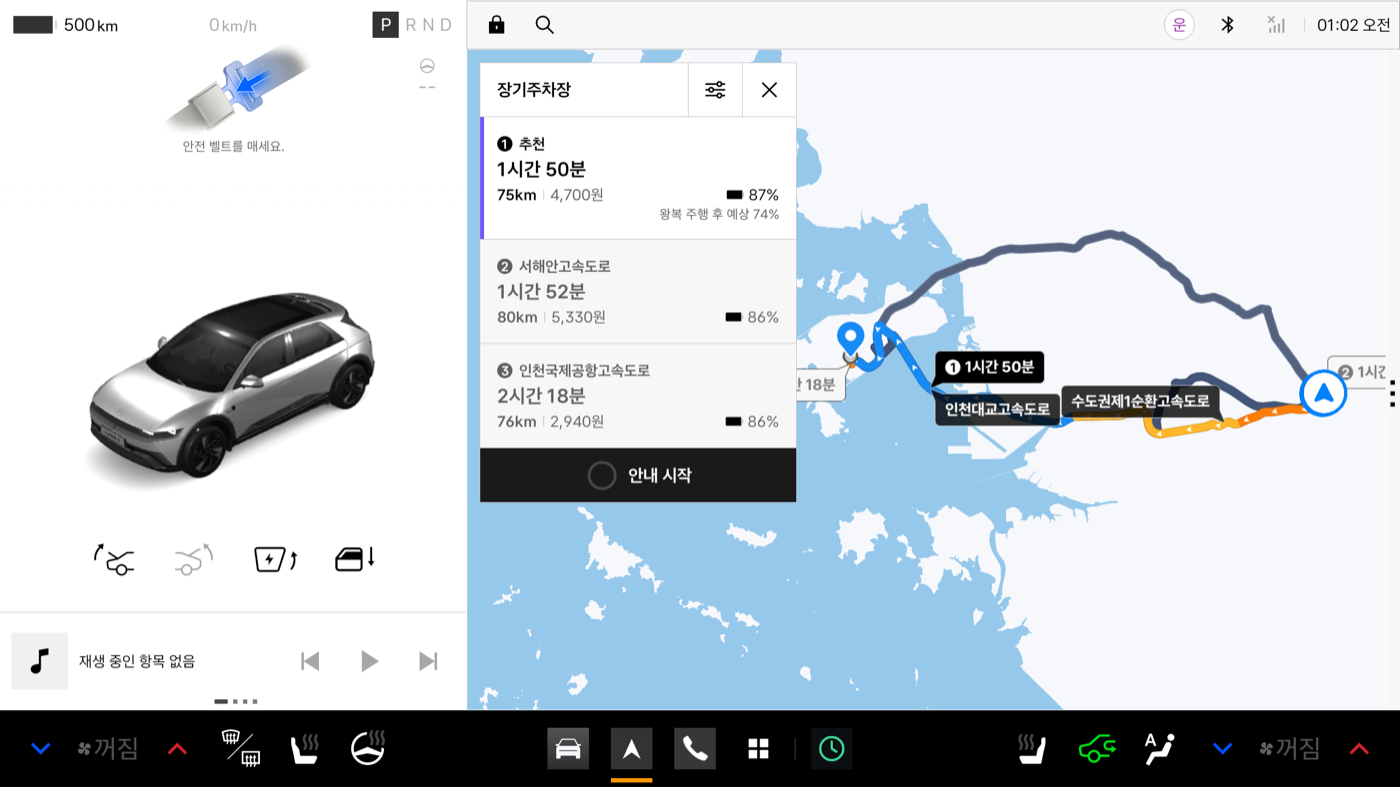 500 km
0 km/h
P R N D
--
안전 벨트를 매세요.
재생 중인 항목 없음
운
01:02 오전
장기주차장
1 추천
1시간 50분
75km 4,700원 87%
왕복 주행 후 예상 74%
2 서해안고속도로
1시간 52분
80km 5,330원 86%
3 인천국제공항고속도로
2시간 18분
76km 2,940원 86%
안내 시작
18분
1 1시간 50분
인천대교고속도로
수도권제1순환고속도로
2 1시간
꺼짐
A
꺼짐